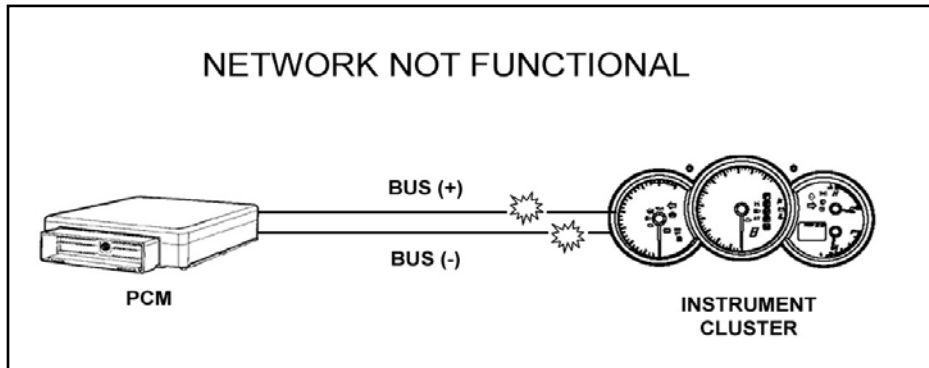 NETWORK NOT FUNCTIONAL
BUS (+)
BUS (-)
PCM
INSTRUMENT
CLUSTER